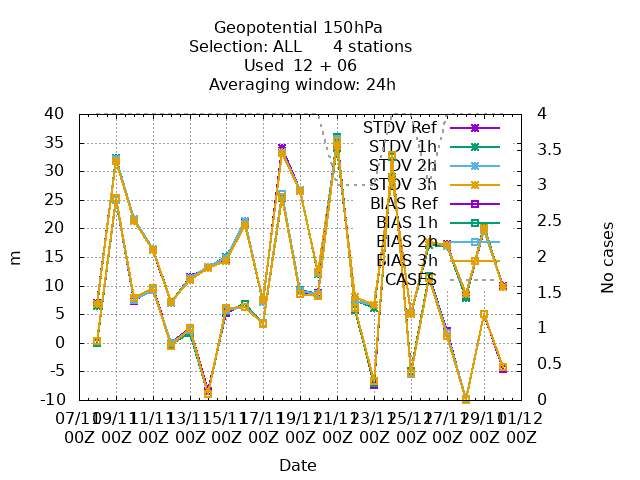 Geopotential 150hPa
Selection: ALL      4 stations
Used  12 + 06
Averaging window: 24h
40
35
30
25
20
15
10
5
0
-5
-10
m
4
3.5
3
2.5
2
1.5
1
0.5
0
No cases
STDV Ref
STDV 1h
STDV 2h
STDV 3h
BIAS Ref
BIAS 1h
BIAS 2h
BIAS 3h
CASES
07/11 09/11 11/11 13/11 15/11 17/11 19/11 21/11 23/11 25/11 27/11 29/11 01/12
00Z 00Z 00Z 00Z 00Z 00Z 00Z 00Z 00Z 00Z 00Z 00Z 00Z
Date